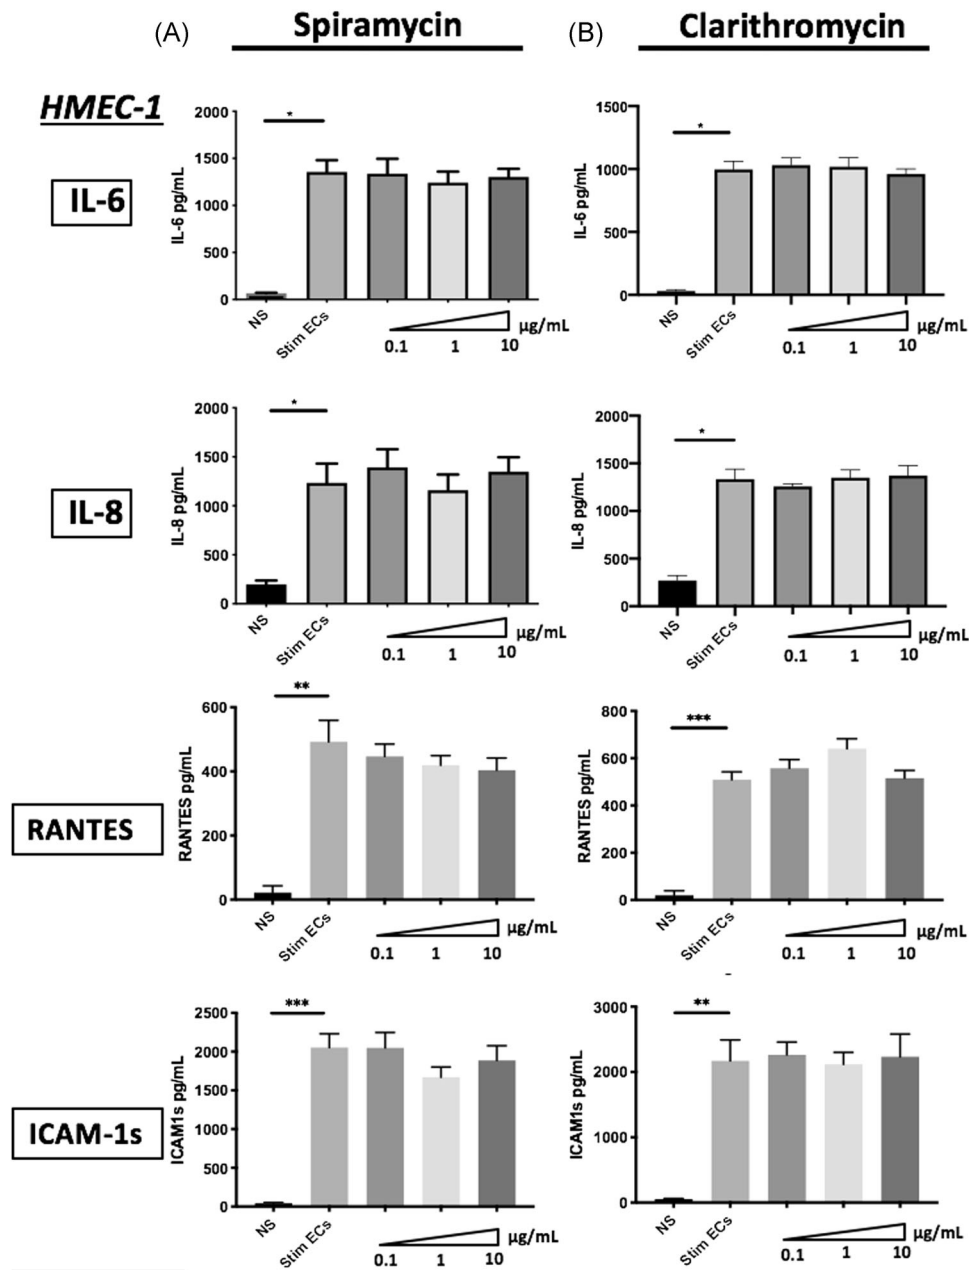 (A) Spiramycin (B) Clarithromycin
HMEC-1
IL-6
*
IL-6 pg/mL
2000
1500
1000
500
0
NS Stim ECs 0.1 1 10 µg/mL
*
IL-6 pg/mL
1500
1000
500
0
NS Stim ECs 0.1 1 10 µg/mL
IL-8
*
IL-8 pg/mL
2000
1500
1000
500
0
NS Stim ECs 0.1 1 10 µg/mL
*
IL-8 pg/mL
2000
1500
1000
500
0
NS Stim ECs 0.1 1 10 µg/mL
RANTES
**
RANTES pg/mL
600
400
200
0
NS Stim ECs 0.1 1 10 µg/mL
***
RANTES pg/mL
800
600
400
200
0
NS Stim ECs 0.1 1 10 µg/mL
ICAM-1s
***
ICAM1s pg/mL
2500
2000
1500
1000
500
0
NS Stim ECs 0.1 1 10 µg/mL
**
ICAM1s pg/mL
3000
2000
1000
0
NS Stim ECs 0.1 1 10 µg/mL